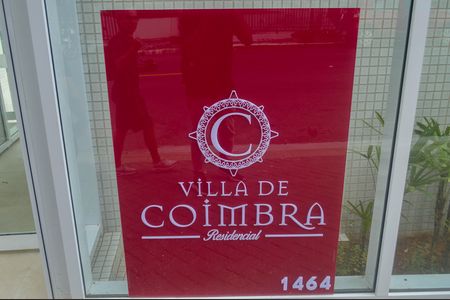 C
VILLA DE
COIMBRA
Residencial
1464